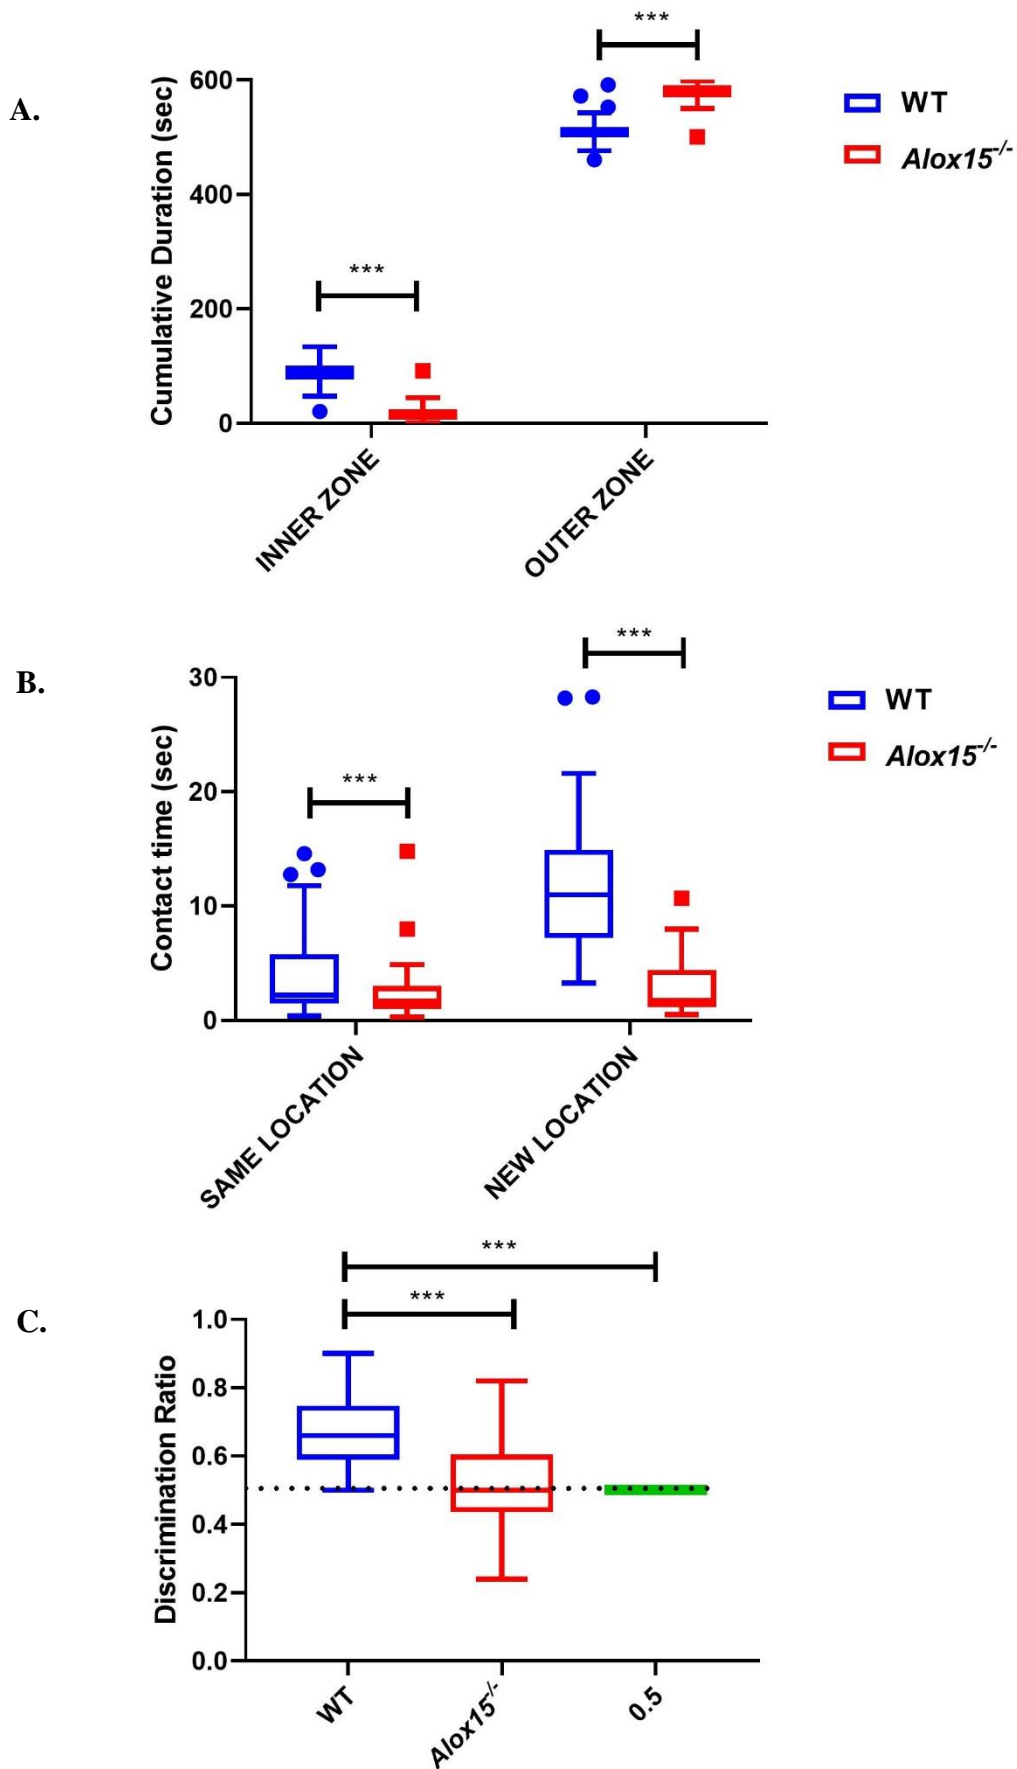 A.
***
Cumulative Duration (sec)
600
400
200
0
***
INNER ZONE
OUTER ZONE
WT
Alox15-/-
B.
***
Contact time (sec)
30
20
10
0
***
SAME LOCATION
NEW LOCATION
WT
Alox15-/-
C.
***
***
Discrimination Ratio
1.0
0.8
0.6
0.4
0.2
0.0
WT
Alox15-/-
0.5